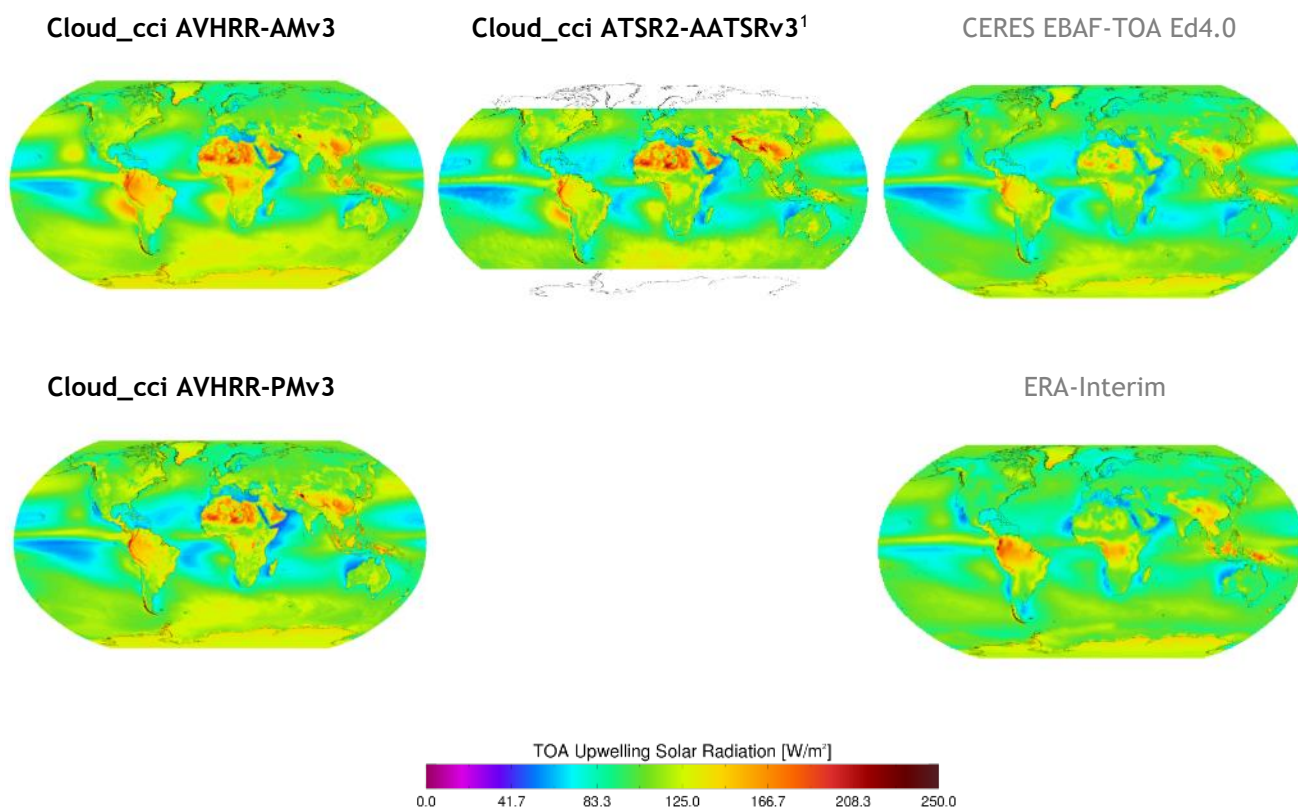 Cloud_cci AVHRR-AMv3
Cloud_cci ATSR2-AATSRv3¹
CERES EBAF-TOA Ed4.0
Cloud_cci AVHRR-PMv3
ERA-Interim
TOA Upwelling Solar Radiation [W/m²]
0.0 41.7 83.3 125.0 166.7 208.3 250.0